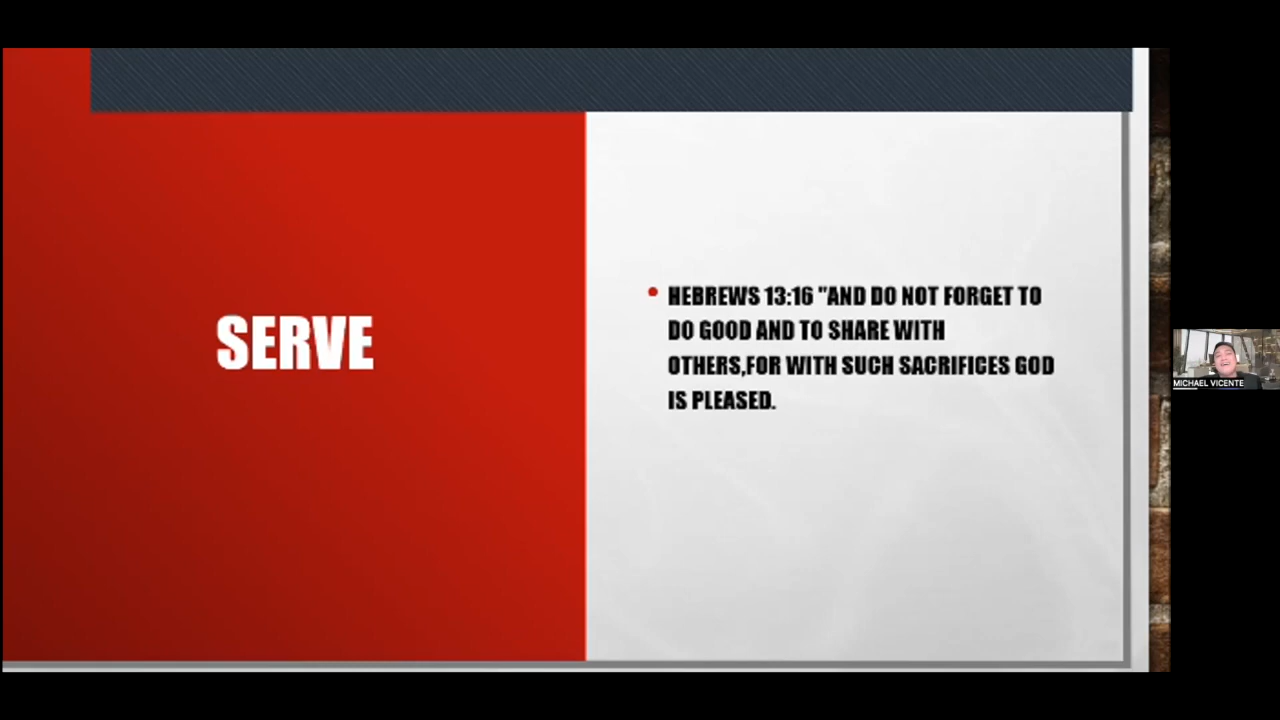 SERVE
HEBREWS 13:16 "AND DO NOT FORGET TO
DO GOOD AND TO SHARE WITH
OTHERS,FOR WITH SUCH SACRIFICES GOD
IS PLEASED.
MICHAEL VICENTE